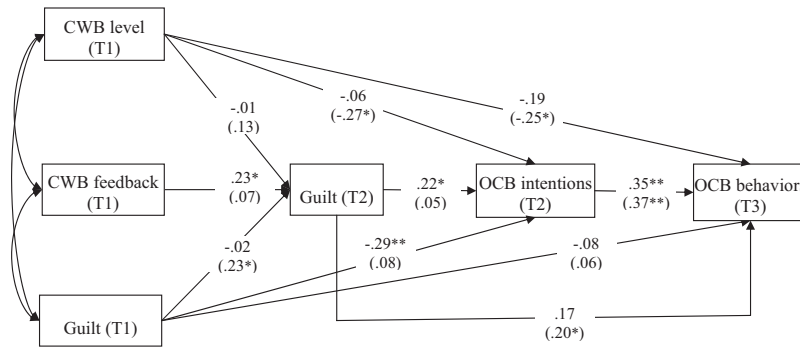 CWB level
(T1)
-.01
(.13)
-.06
(-.27*)
-.19
(-.25*)
CWB feedback
(T1)
.23*
(.07)
Guilt (T2)
.22*
(.05)
OCB intentions
(T2)
.35**
(.37**)
OCB behavior
(T3)
-.02
(.23*)
-.29**
(.08)
-.08
(.06)
Guilt (T1)
.17
(.20*)